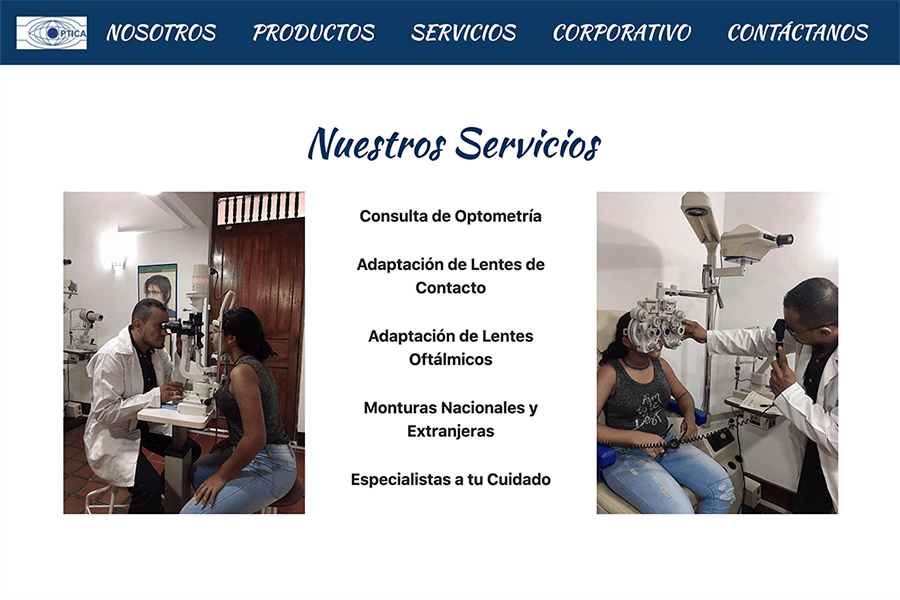 OPTICA
NOSOTROS
PRODUCTOS
SERVICIOS
CORPORATIVO
CONTÁCTANOS
Nuestros Servicios
Consulta de Optometría
Adaptación de Lentes de
Contacto
Adaptación de Lentes
Oftálmicos
Monturas Nacionales y
Extranjeras
Especialistas a tu Cuidado